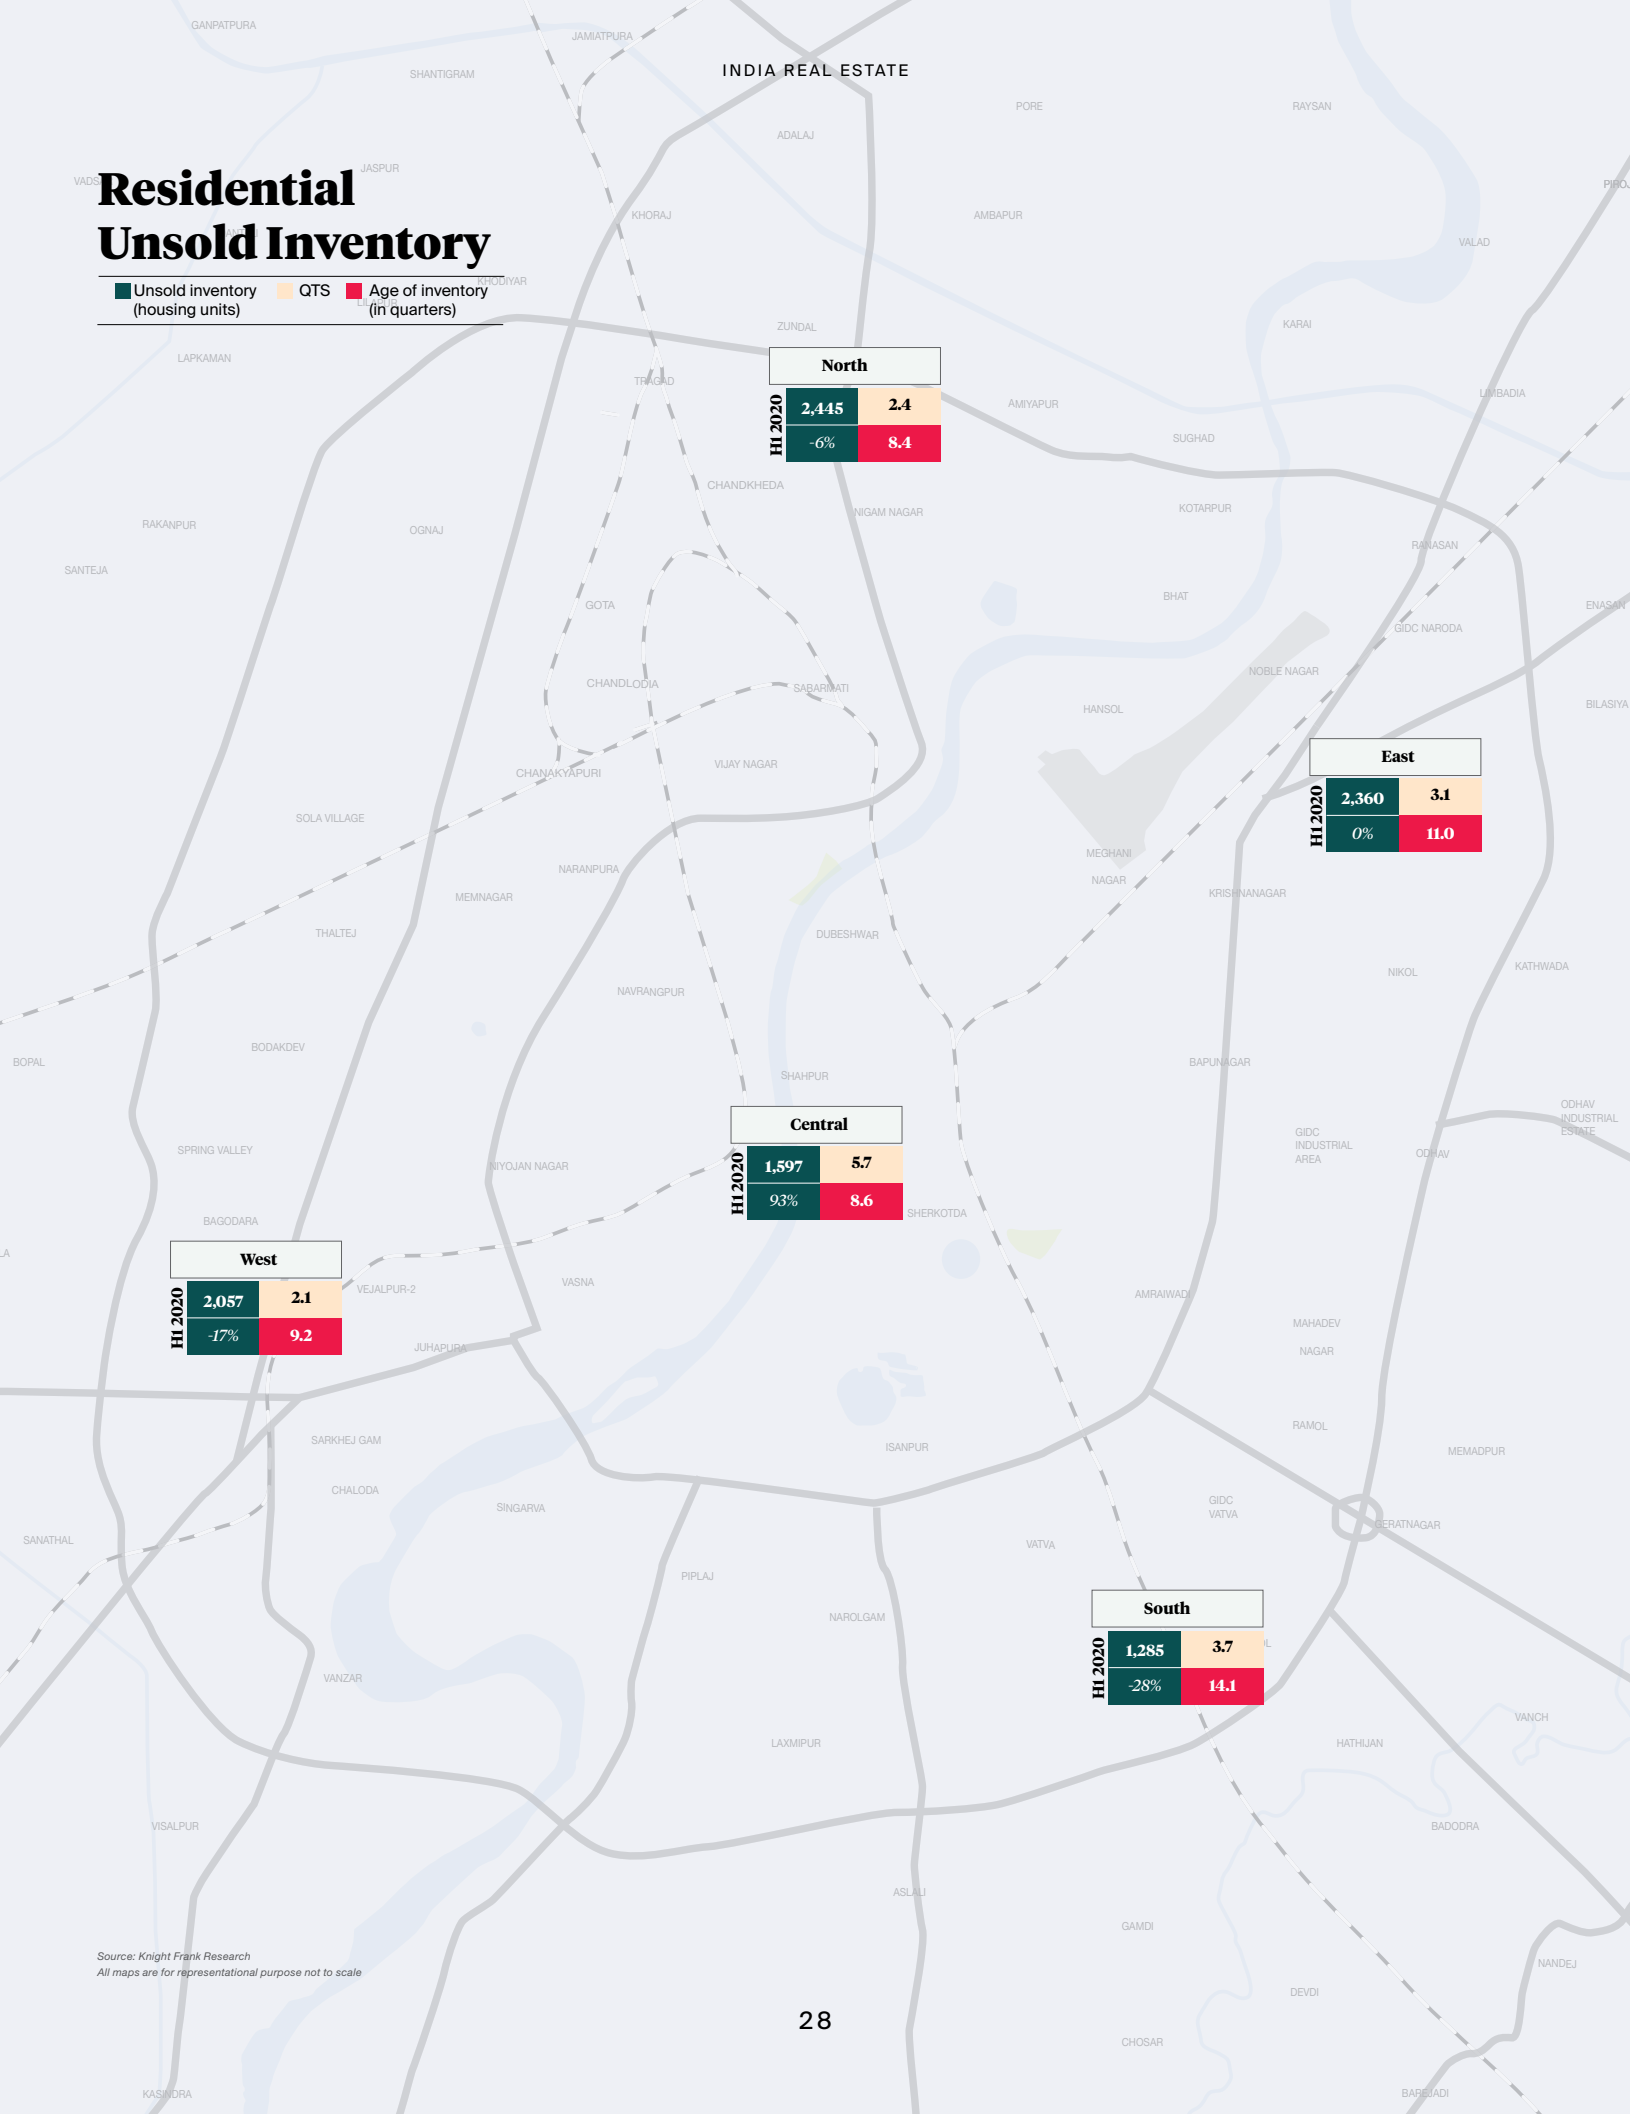 GANPATPURA
JAMIATPURA
INDIA REAL ESTATE
SHANTIGRAM
PORE
RAYSAN
ADALAJ
JASPUR
Residential
Unsold Inventory
KHORAJ
AMBAPUR
VALAD
KHODIYAR
Unsold inventory
(housing units)
QTS
Age of inventory
(in quarters)
LILAPUR
ZUNDAL
KARAI
LAPKAMAN
North
H1 2020
2,445
2.4
-6%
8.4
TRAGAD
AMIYAPUR
LIMBADIA
SUGHAD
CHANDKHEDA
NIGAM NAGAR
KOTARPUR
RAKANPUR
OGNAJ
RANASAN
SANTEJA
BHAT
GOTA
ENASAN
GIDC NARODA
NOBLE NAGAR
CHANDLODIA
SABARMATI
HANSOL
BILASIYA
VIJAY NAGAR
CHANAKYAPURI
East
H1 2020
2,360
3.1
0%
11.0
SOLA VILLAGE
MEGHANI
NAGAR
NARANPURA
MEMNAGAR
KRISHNANAGAR
THALTEJ
DUBESHWAR
NIKOL
KATHWADA
NAVRANGPUR
BODAKDEV
BOPAL
SHAHPUR
BAPUNAGAR
Central
H1 2020
1,597
5.7
93%
8.6
ODHAV
INDUSTRIAL
ESTATE
GIDC
INDUSTRIAL
AREA
ODHAV
SPRING VALLEY
NIYOJAN NAGAR
BAGODARA
SHERKOTDA
LA
West
H1 2020
2,057
2.1
-17%
9.2
VEJALPUR-2
VASNA
AMRAIWADI
JUHAPURA
MAHADEV
NAGAR
RAMOL
SARKHEJ GAM
ISANPUR
MEMADPUR
CHALODA
SINGARVA
GIDC
VATVA
GERATNAGAR
SANATHAL
VATVA
PIPLAJ
NAROLGAM
South
H1 2020
1,285
3.7
-28%
14.1
VANZAR
LAXMIPUR
HATHIJAN
VANCH
VISALPUR
BADODRA
ASLALI
GAMDI
Source: Knight Frank Research
All maps are for representational purpose not to scale
NANDEJ
DEVDI
28
CHOSAR
KASINDRA
BAREJADI